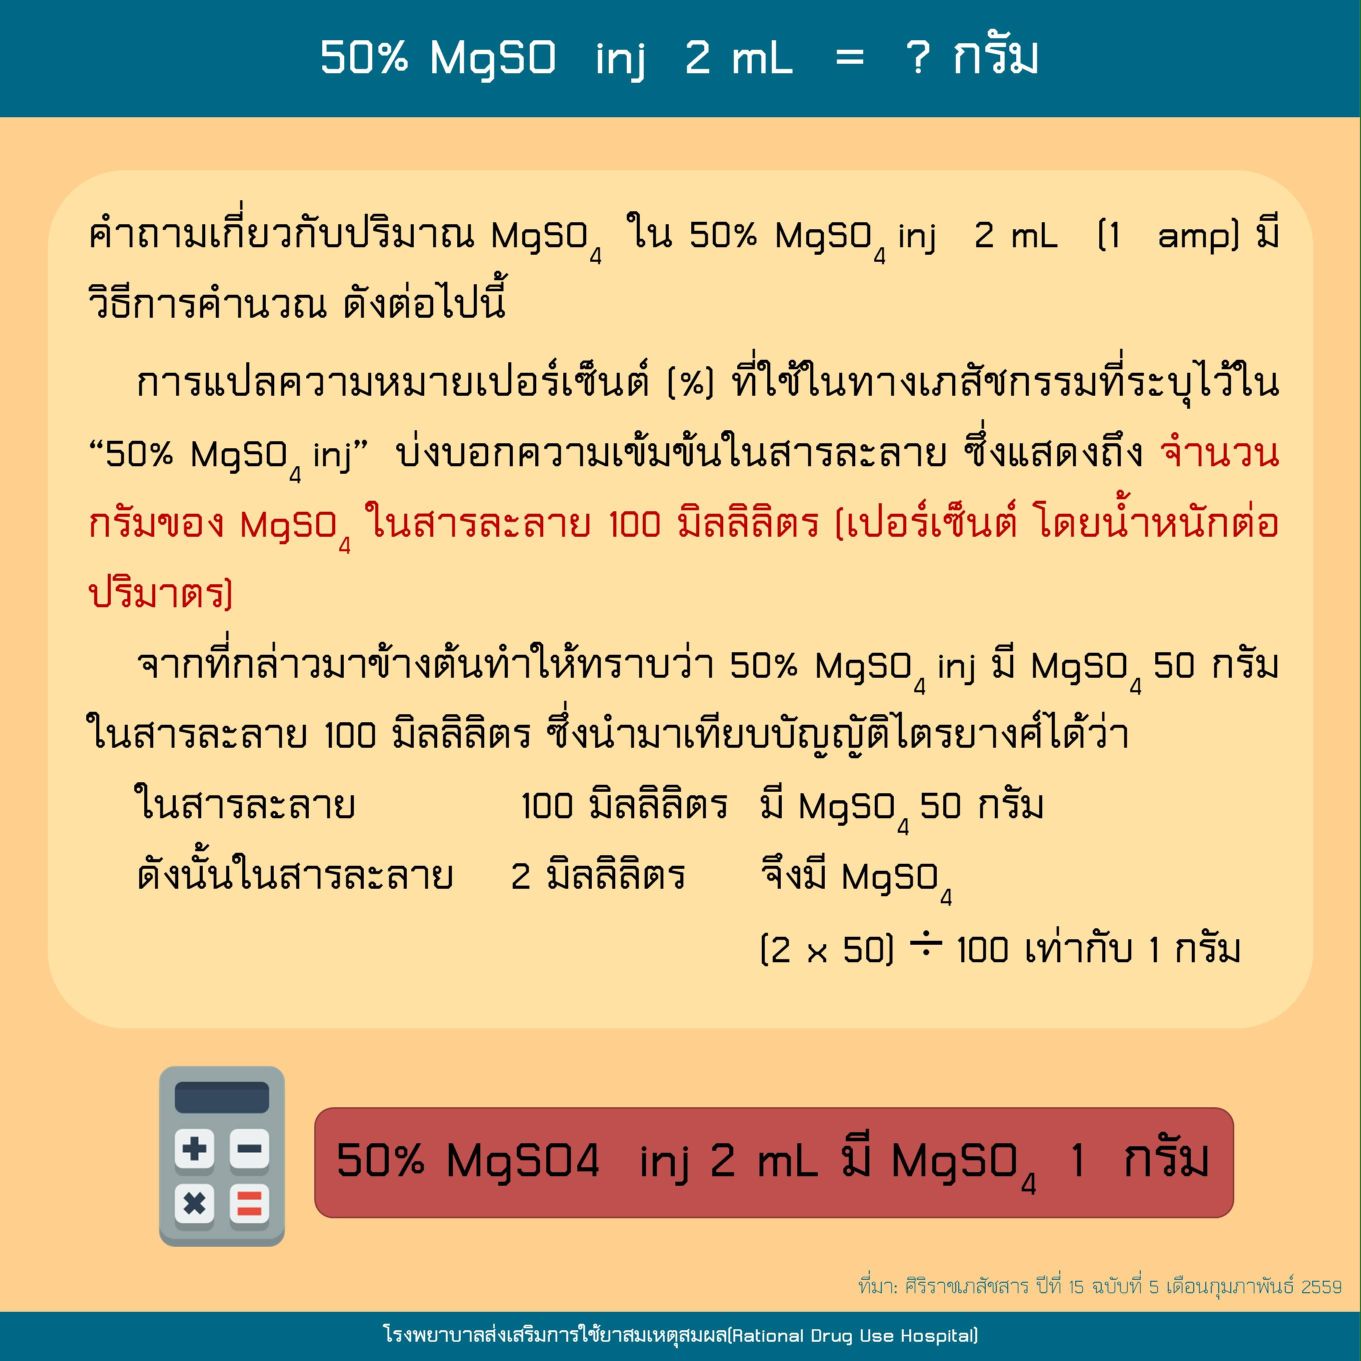 50% MgSO inj 2 mL = ? กรัม
คำถามเกี่ยวกับปริมาณ MgSO₄ ใน 50% MgSO₄ inj 2 mL (1 amp) มี
วิธีการคำนวณ ดังต่อไปนี้
การแปลความหมายเปอร์เซ็นต์ (%) ที่ใช้ในทางเภสัชกรรมที่ระบุไว้ใน
“50% MgSO₄ inj” บ่งบอกความเข้มข้นในสารละลาย ซึ่งแสดงถึง จำนวน
กรัมของ MgSO₄ ในสารละลาย 100 มิลลิลิตร (เปอร์เซ็นต์ โดยน้ำหนักต่อ
ปริมาตร)
จากที่กล่าวมาข้างต้นทำให้ทราบว่า 50% MgSO₄ inj มี MgSO₄ 50 กรัม
ในสารละลาย 100 มิลลิลิตร ซึ่งนำมาเทียบบัญญัติไตรยางศ์ได้ว่า
ในสารละลาย 100 มิลลิลิตร มี MgSO₄ 50 กรัม
ดังนั้นในสารละลาย 2 มิลลิลิตร จึงมี MgSO₄
(2 x 50) ÷ 100 เท่ากับ 1 กรัม
50% MgSO4 inj 2 mL มี MgSO₄ 1 กรัม
ที่มา: ศิริราชเภสัชสาร ปีที่ 15 ฉบับที่ 5 เดือนกุมภาพันธ์ 2559
โรงพยาบาลส่งเสริมการใช้ยาสมเหตุสมผล(Rational Drug Use Hospital)